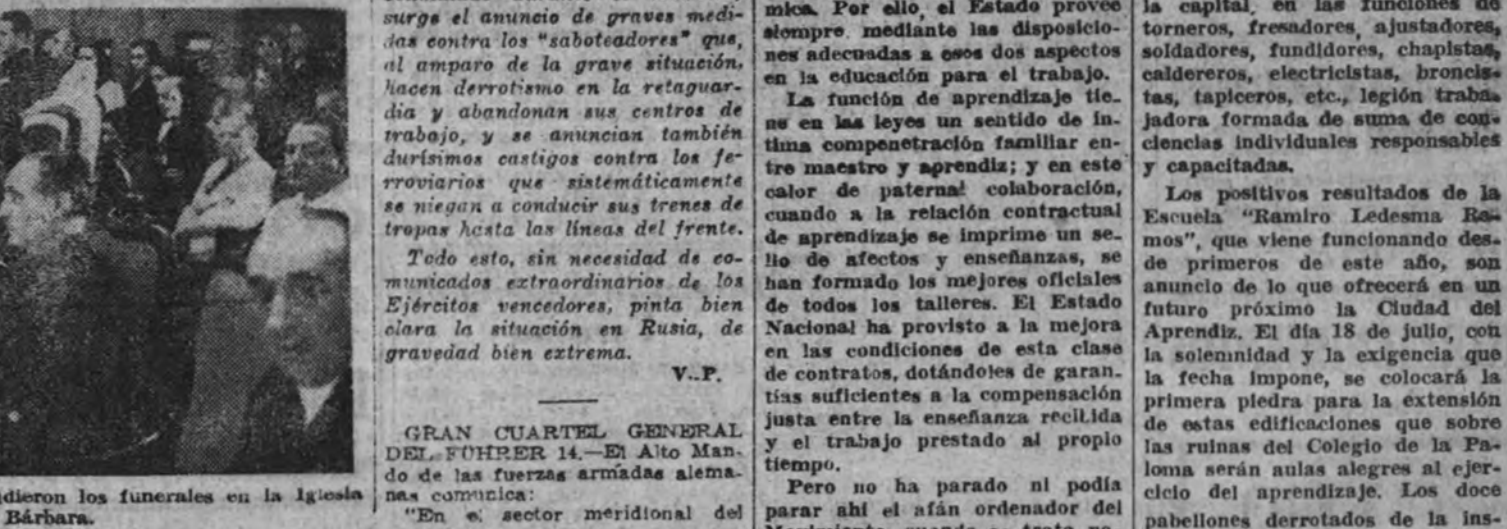 dieron los funerales en la Iglesia
Bárbara.
surge el anuncio de graves medi-
das contra los "saboteadores" que,
al amparo de la grave situación,
hacen derrotismo en la retaguar-
dia y abandonan sus centros de
trabajo, y se anuncian también
durísimos castigos contra los fe-
rroviarios que sistemáticamente
se niegan a conducir sus trenes de
tropas hasta las líneas del frente.
Todo esto, sin necesidad de co-
municados extraordinarios de los
Ejércitos vencedores, pinta bien
clara la situación en Rusia, de
gravedad bien extrema.
V..P.
GRAN CUARTEL GENERAL
DEL FÜHRER 14.—El Alto Man-
do de las fuerzas armadas alema-
nas comunica:
"En el sector meridional del
mica. Por ello, el Estado provee
siempre mediante las disposicio-
nes adecuadas a esos dos aspectos
en la educación para el trabajo.
La función de aprendizaje tie-
ne en las leyes un sentido de ín-
tima compenetración familiar en-
tre maestro y aprendiz; y en este
calor de paternal colaboración,
cuando a la relación contractual
de aprendizaje se imprime un se-
llo de afectos y enseñanzas, se
han formado los mejores oficiales
de todos los talleres. El Estado
Nacional ha provisto a la mejora
en las condiciones de esta clase
de contratos, dotándoles de garan-
tías suficientes a la compensación
justa entre la enseñanza recibida
y el trabajo prestado al propio
tiempo.
Pero no ha parado ni podía
parar ahí el afán ordenador del
la capital, en las funciones de
torneros, fresadores, ajustadores,
soldadores, fundidores, chapistas,
caldereros, electricistas, broncis-
tas, tapiceros, etc., legión traba-
jadora formada de suma de con-
ciencias individuales responsables
y capacitadas.
Los positivos resultados de la
Escuela "Ramiro Ledesma Ra-
mos", que viene funcionando des-
de primeros de este año, son
anuncio de lo que ofrecerá en un
futuro próximo la Ciudad del
Aprendiz. El día 18 de julio, con
la solemnidad y la exigencia que
la fecha impone, se colocará la
primera piedra para la extensión
de estas edificaciones que sobre
las ruinas del Colegio de la Pa-
loma serán aulas alegres al ejer-
cicio del aprendizaje. Los doce
pabellones derrotados de la ins-